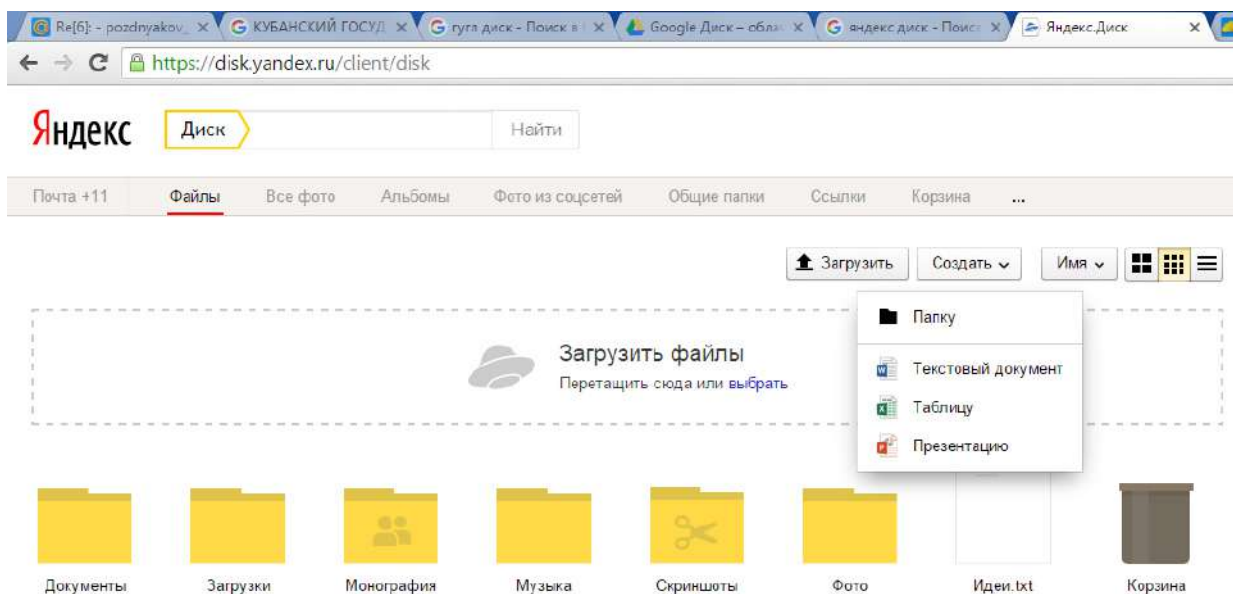 Re[6]: - pozdnyakov_
КУБАНСКИЙ ГОСУД
гугл диск - Поиск в
Google Диск – обла
яндекс диск - Поис
Яндекс.Диск
https://disk.yandex.ru/client/disk
Яндекс Диск Найти
Почта +11 Файлы Все фото Альбомы Фото из соцсетей Общие папки Ссылки Корзина ...
Загрузить Создать Имя
Папку
Текстовый документ
Таблицу
Презентацию
Загрузить файлы
Перетащить сюда или выбрать
Документы Загрузки Монография Музыка Скриншоты Фото Идеи.txt Корзина